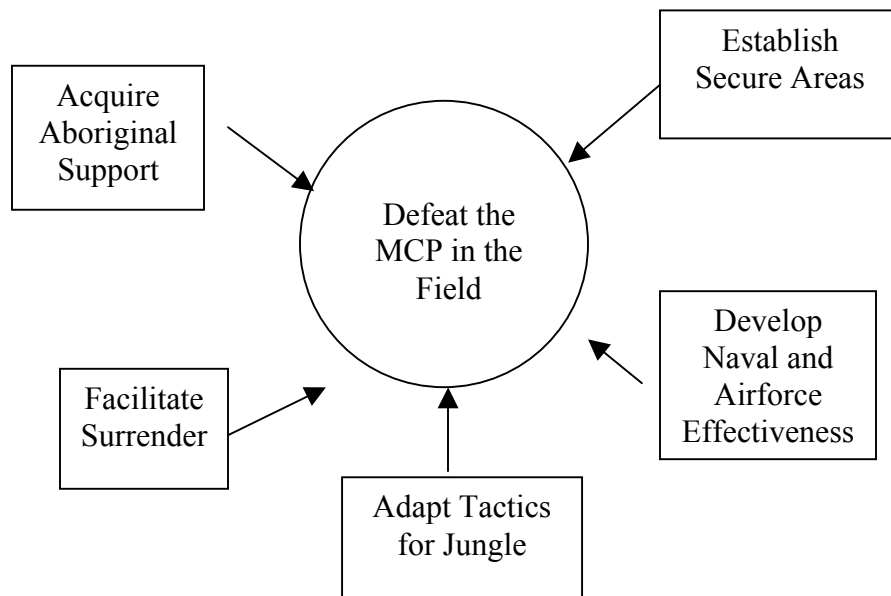 Establish
Secure Areas
Acquire
Aboriginal
Support
Defeat the
MCP in the
Field
Develop
Naval and
Airforce
Effectiveness
Facilitate
Surrender
Adapt Tactics
for Jungle